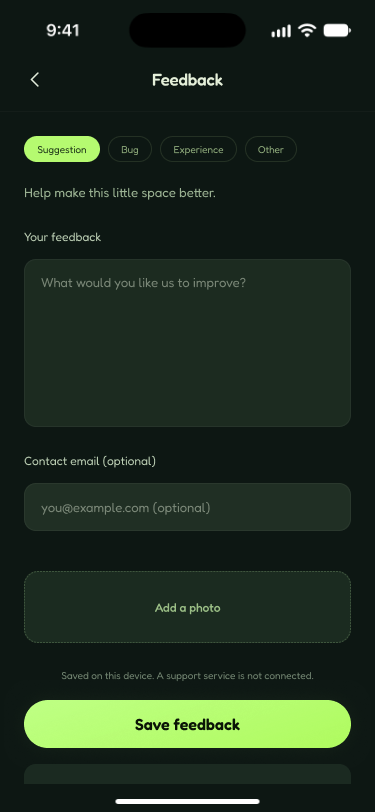 9:41
Feedback
Suggestion Bug Experience Other
Help make this little space better.
Your feedback
What would you like us to improve?
Contact email (optional)
you@example.com (optional)
Add a photo
Saved on this device. A support service is not connected.
Save feedback